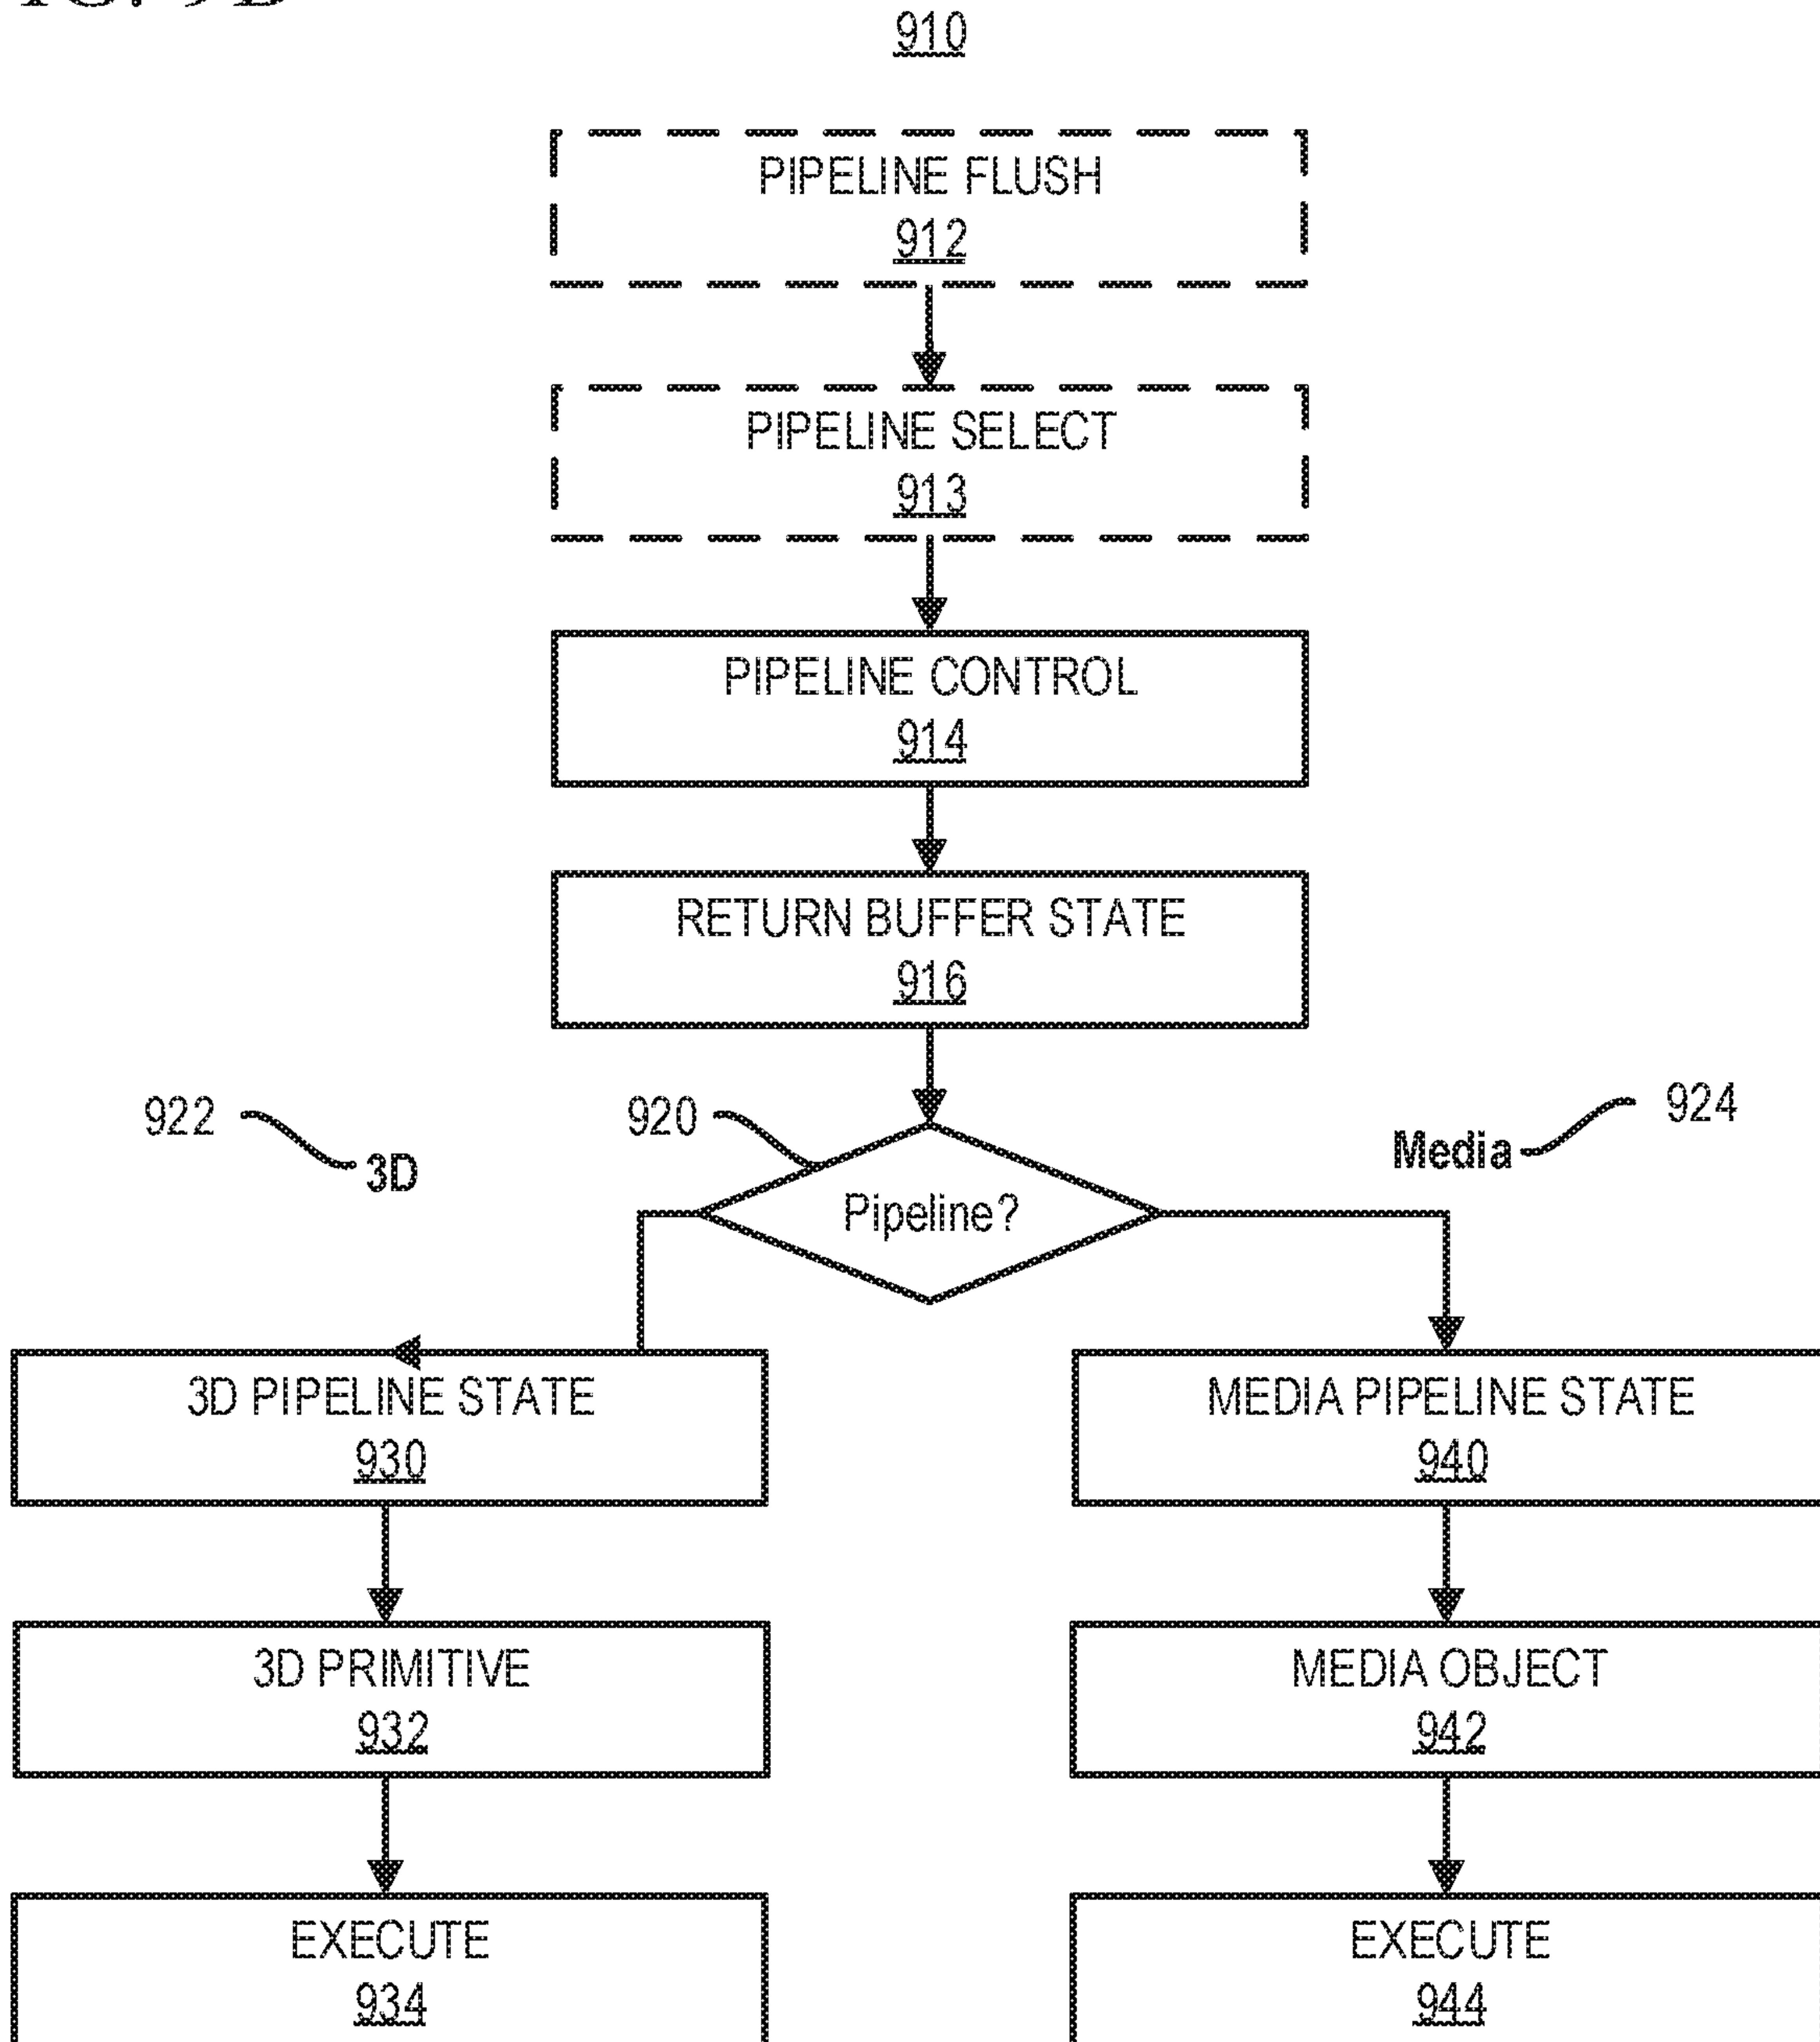 910
PIPELINE FLUSH
912
PIPELINE SELECT
913
PIPELINE CONTROL
914
RETURN BUFFER STATE
916
922
3D
920
Pipeline?
Media
924
3D PIPELINE STATE
930
MEDIA PIPELINE STATE
940
3D PRIMITIVE
932
MEDIA OBJECT
942
EXECUTE
934
EXECUTE
944